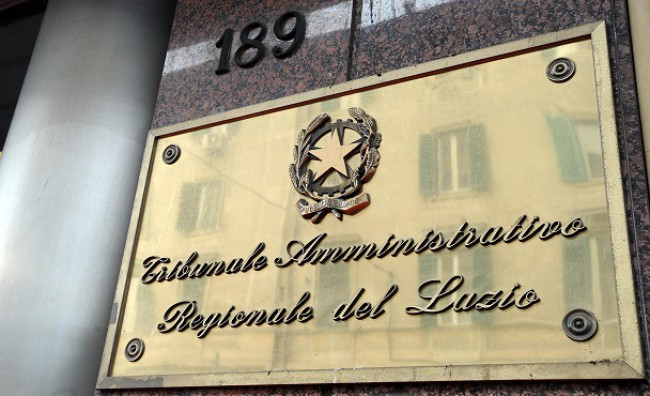 189
Tribunale Amministrativo
Regionale del Lazio